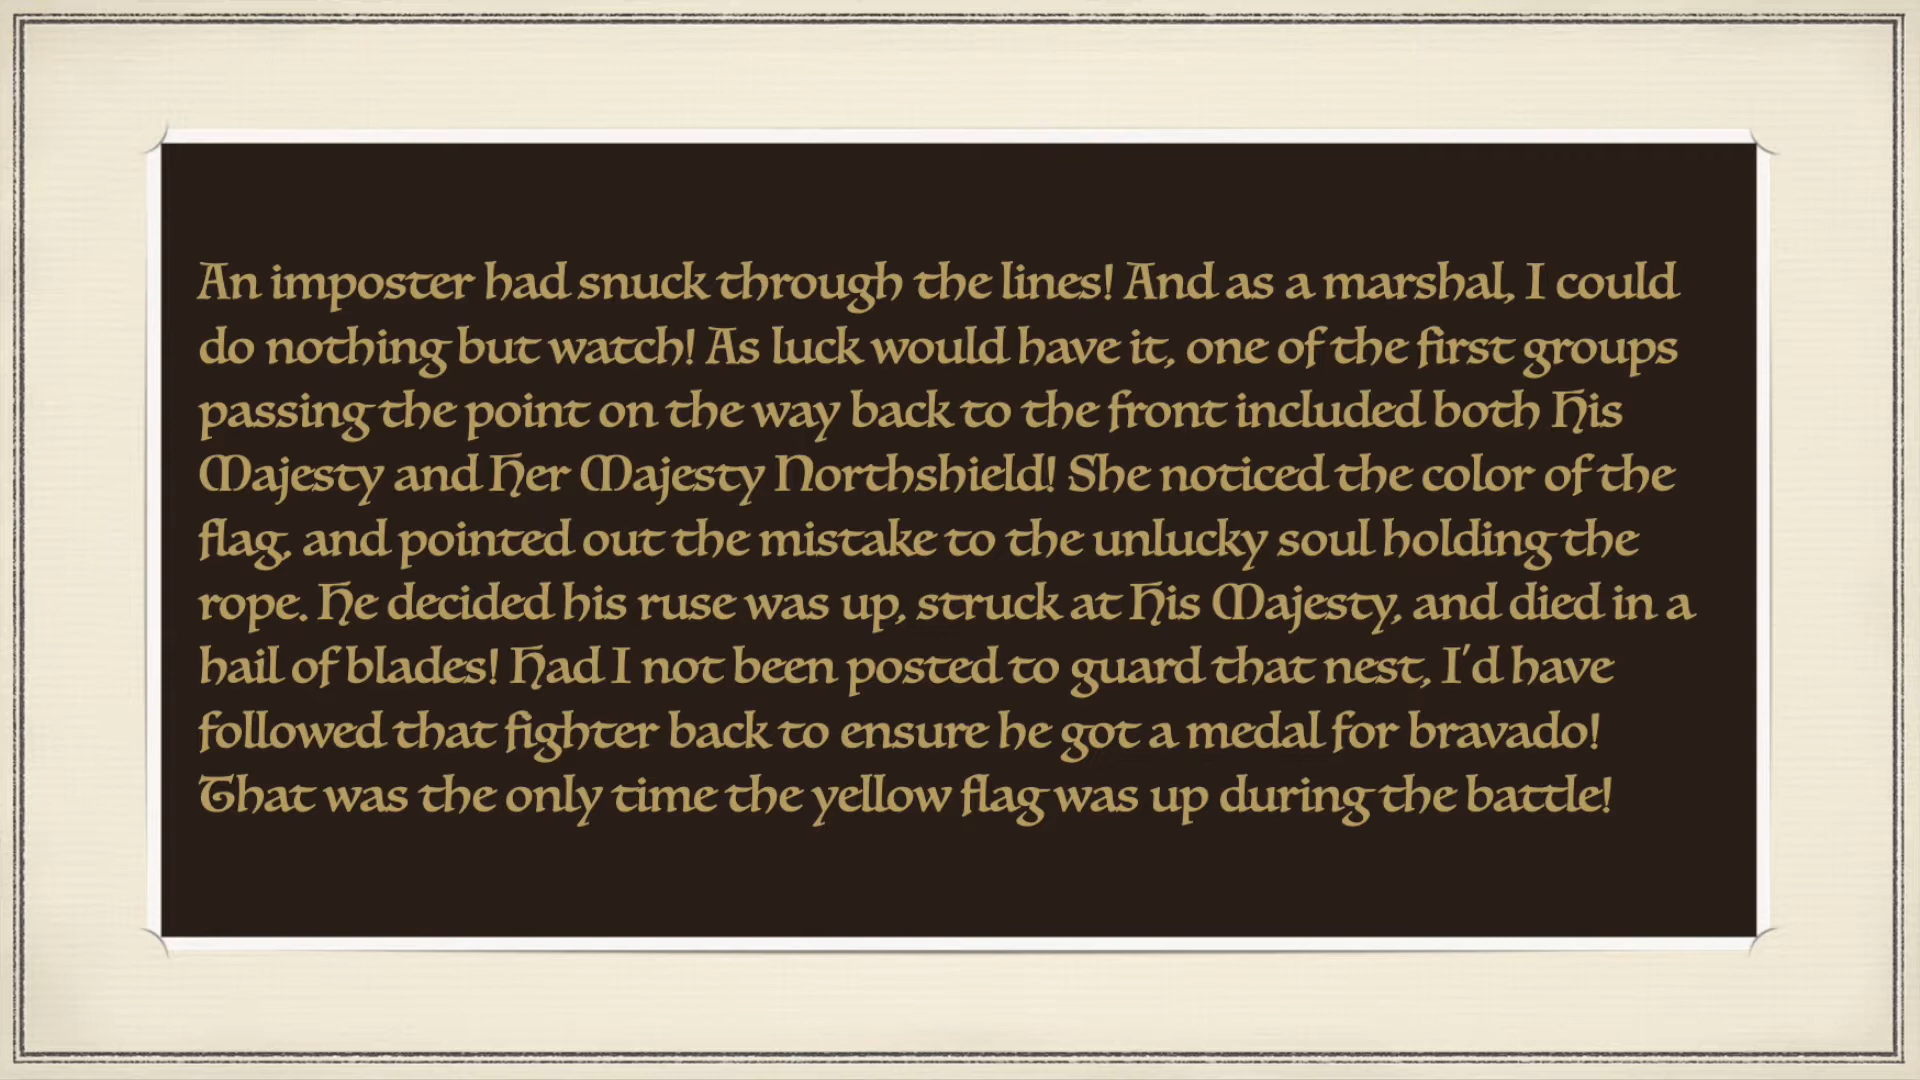 An imposter had snuck through the lines! And as a marshal, I could
do nothing but watch! As luck would have it, one of the first groups
passing the point on the way back to the front included both His
Majesty and Her Majesty Northshield! She noticed the color of the
flag, and pointed out the mistake to the unlucky soul holding the
rope. He decided his ruse was up, struck at His Majesty, and died in a
hail of blades! Had I not been posted to guard that nest, I'd have
followed that fighter back to ensure he got a medal for bravado!
That was the only time the yellow flag was up during the battle!